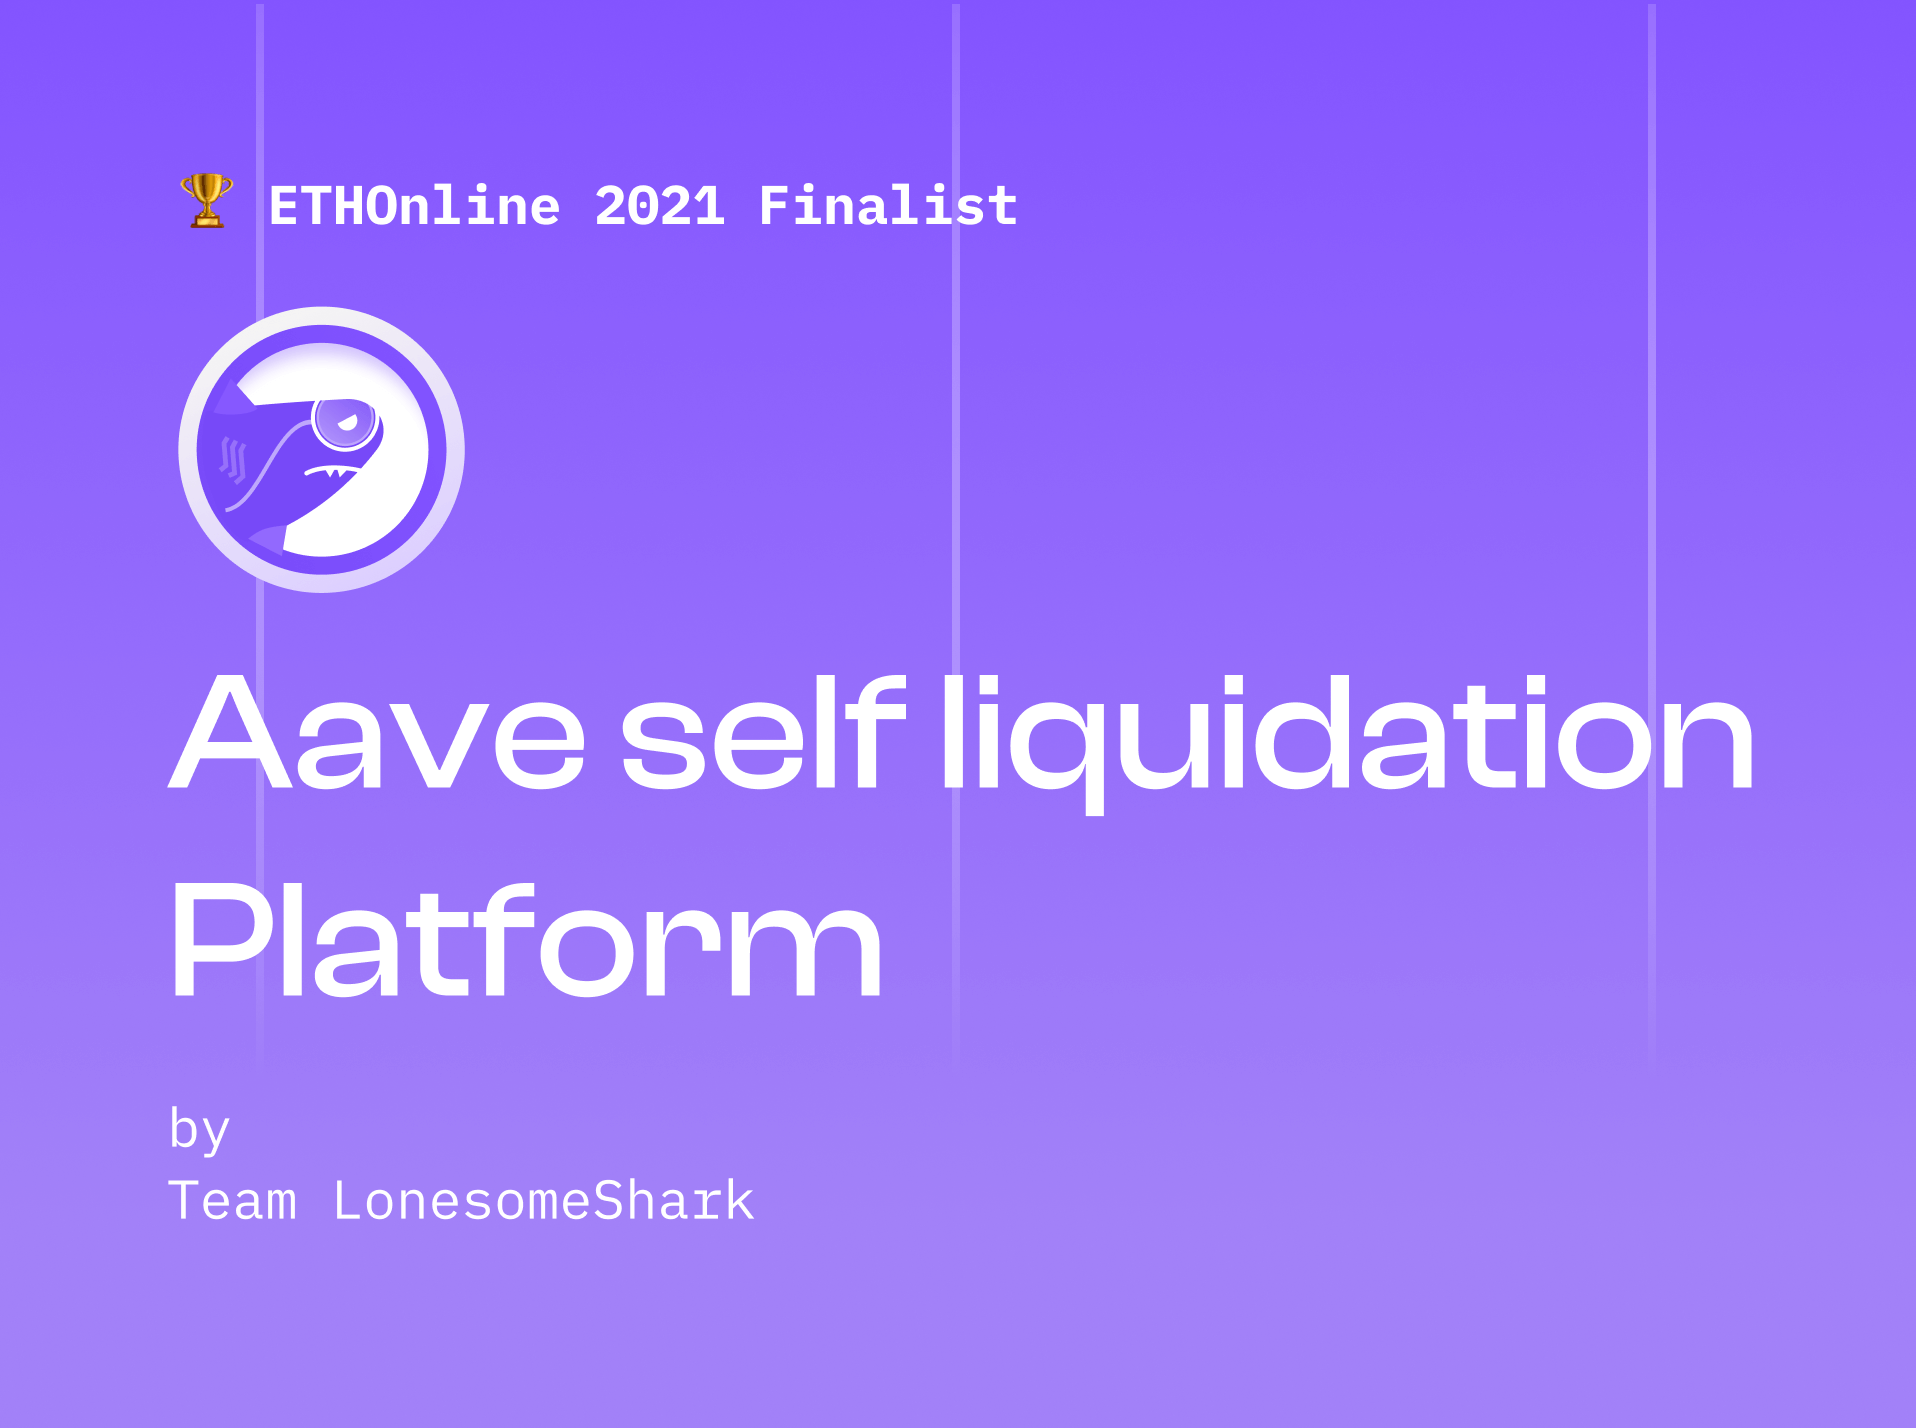 🏆 ETHOnline 2021 Finalist
Aave self liquidation
Platform
by
Team LonesomeShark